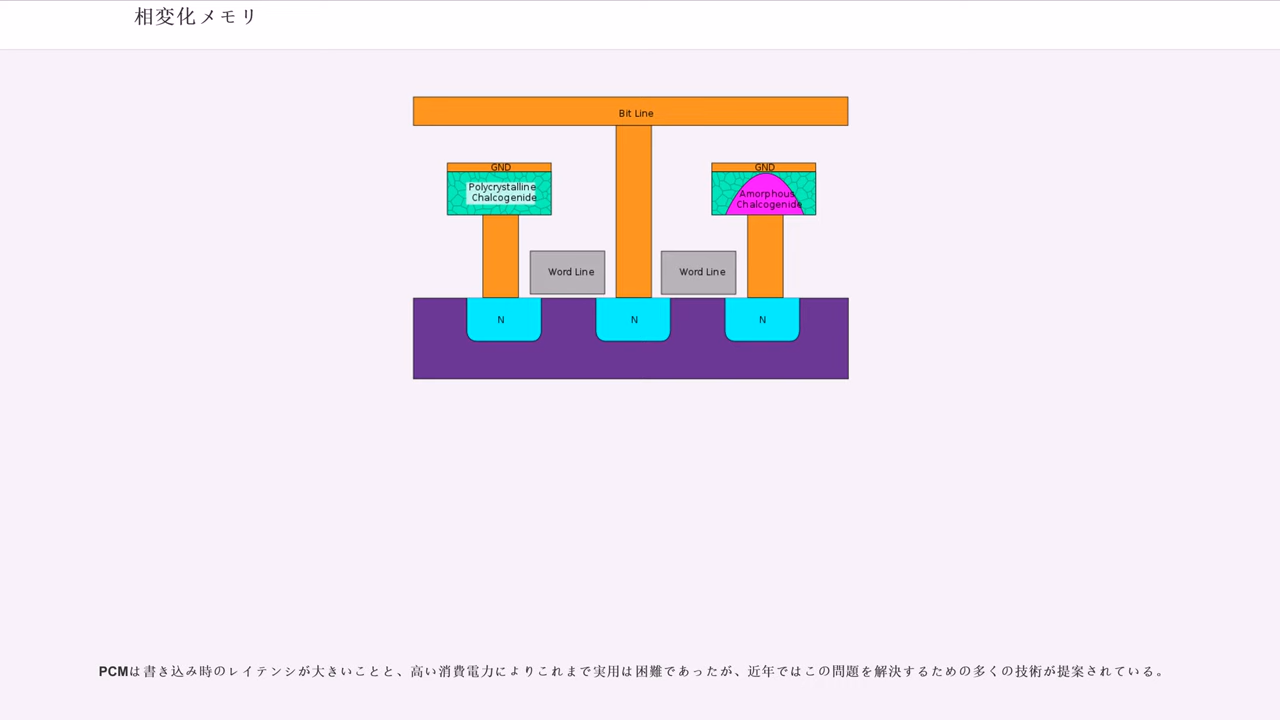 相変化メモリ
Bit Line
GND
GND
Polycrystalline
Chalcogenide
Amorphous
Chalcogenide
Word Line
Word Line
N
N
N
PCMは書き込み時のレイテンシが大きいことと、高い消費電力によりこれまで実用は困難であったが、近年ではこの問題を解決するための多くの技術が提案されている。